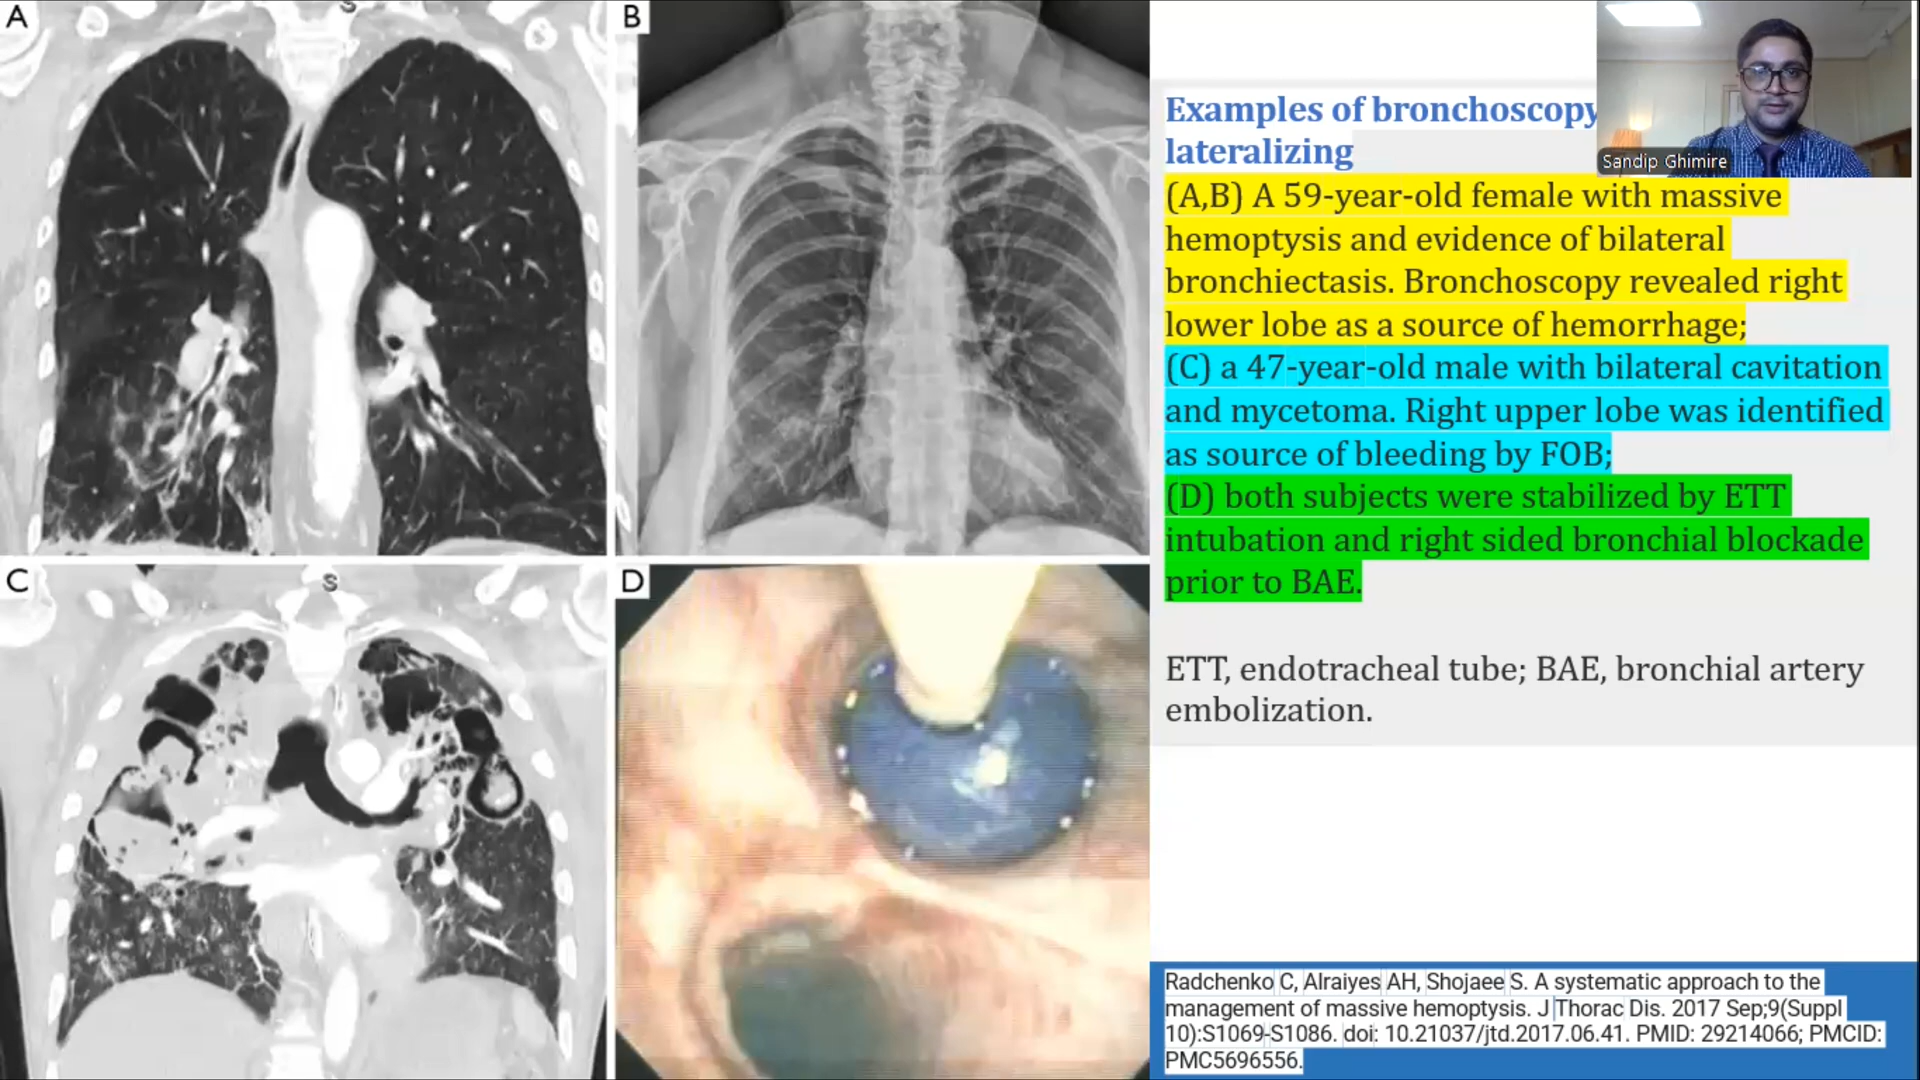 A
S
B
Examples of bronchoscopy
lateralizing
Sandip Ghimire
(A,B) A 59-year-old female with massive
hemoptysis and evidence of bilateral
bronchiectasis. Bronchoscopy revealed right
lower lobe as a source of hemorrhage;
(C) a 47-year-old male with bilateral cavitation
and mycetoma. Right upper lobe was identified
as source of bleeding by FOB;
(D) both subjects were stabilized by ETT
intubation and right sided bronchial blockade
prior to BAE.
C
S
D
ETT, endotracheal tube; BAE, bronchial artery
embolization.
Radchenko C, Alraiyes AH, Shojaee S. A systematic approach to the
management of massive hemoptysis. J Thorac Dis. 2017 Sep;9(Suppl
10):S1069-S1086. doi: 10.21037/jtd.2017.06.41. PMID: 29214066; PMCID:
PMC5696556.